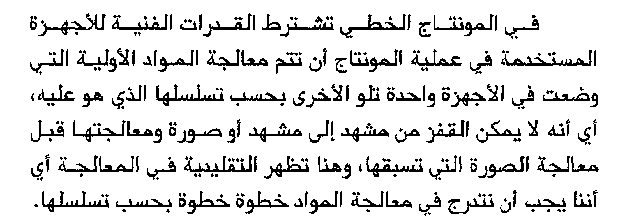 في المونتاج الخطي تشترط القدرات الفنية للأجهزة
المستخدمة في عملية المونتاج أن تتم معالجة المواد الأولية التي
وضعت في الأجهزة واحدة تلو الأخرى بحسب تسلسلها الذي هو عليه،
أي أنه لا يمكن القفز من مشهد إلى مشهد أو صورة ومعالجتها قبل
معالجة الصورة التي تسبقها، وهنا تظهر التقليدية في المعالجة أي
أننا يجب أن نتدرج في معالجة المواد خطوة خطوة بحسب تسلسلها.